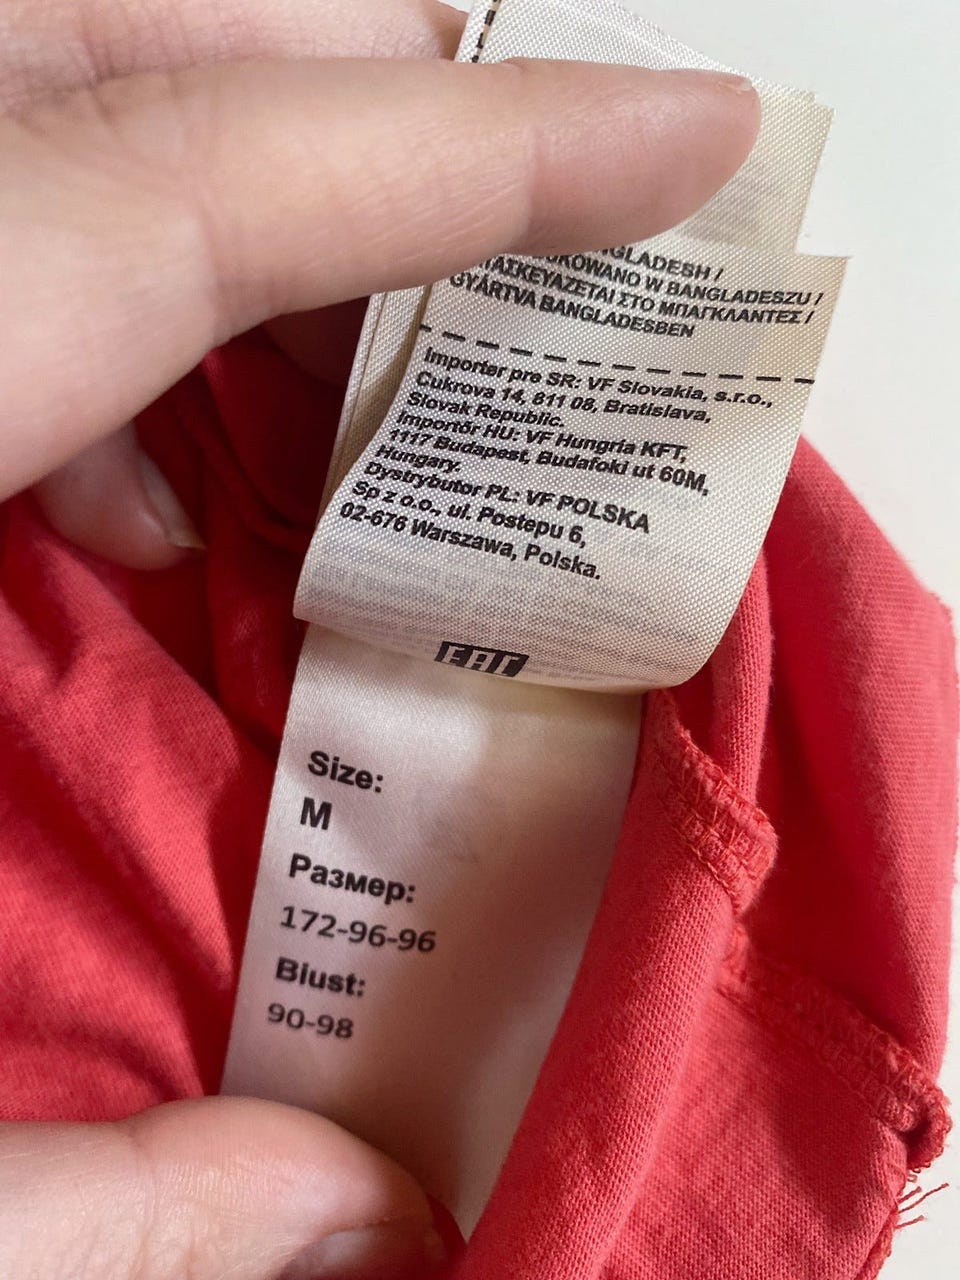 BANGLADESH /
WYPRODUKOWANO W BANGLADESZU /
ΚΑΤΑΣΚΕΥΑΖΕΤΑΙ ΣΤΟ ΜΠΑΓΚΛΑΝΤΕΣ /
GYÁRTVA BANGLADESBEN
Importer pre SR: VF Slovakia, s.r.o.,
Cukrova 14, 811 08, Bratislava,
Slovak Republic.
Importőr HU: VF Hungria KFT,
1117 Budapest, Budafoki ut 60M,
Hungary.
Dystrybutor PL: VF POLSKA
Sp z o.o., ul. Postepu 6,
02-676 Warszawa, Polska.
EAC
Size:
M
Размер:
172-96-96
Biust:
90-98